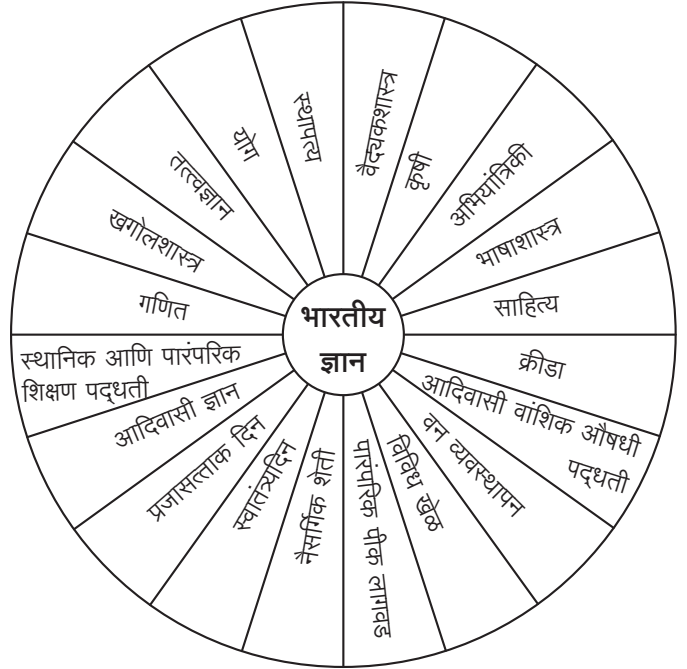 भारतीय
ज्ञान
वैद्यकशास्त्र
कृषी
अभियांत्रिकी
भाषाशास्त्र
साहित्य
क्रीडा
आदिवासी वांशिक औषधी
पद्धती
वन व्यवस्थापन
विविध खेळ
पारंपरिक पीक लागवड
नैसर्गिक शेती
स्वातंत्र्यदिन
प्रजासत्ताक दिन
आदिवासी ज्ञान
स्थानिक आणि पारंपरिक
शिक्षण पद्धती
गणित
खगोलशास्त्र
तत्त्वज्ञान
योग
स्थापत्य